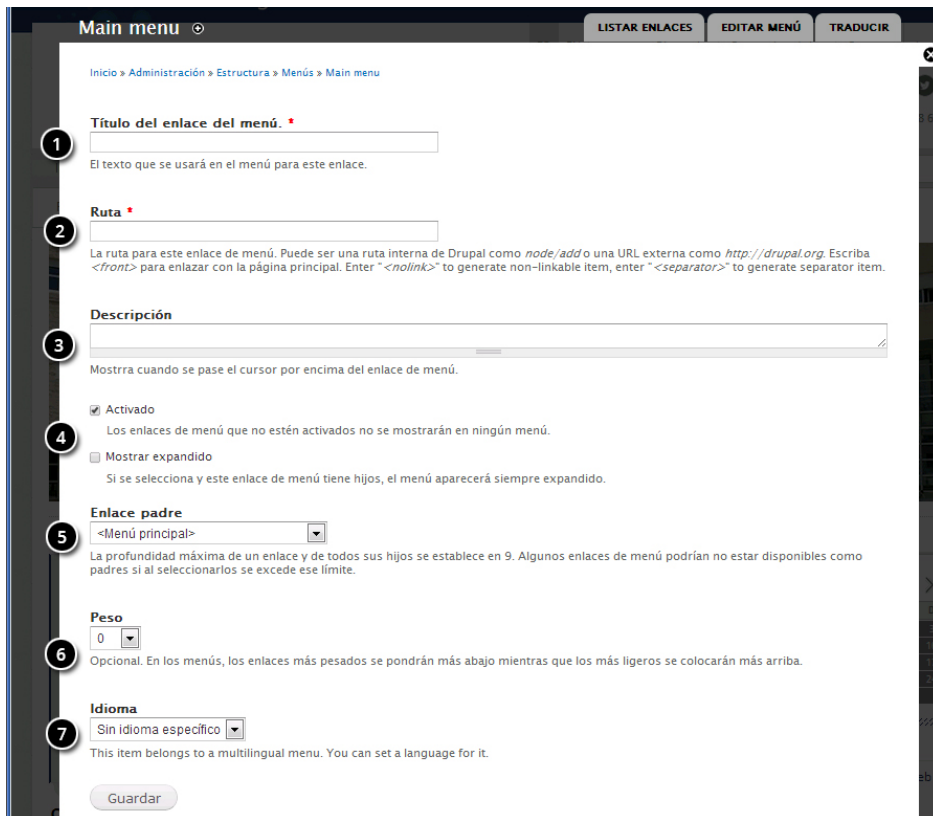 Main menu
LISTAR ENLACES
EDITAR MENÚ
TRADUCIR
Inicio » Administración » Estructura » Menús » Main menu
Título del enlace del menú. *
1
El texto que se usará en el menú para este enlace.
Ruta *
2
La ruta para este enlace de menú. Puede ser una ruta interna de Drupal como node/add o una URL externa como http://drupal.org. Escriba
<front> para enlazar con la página principal. Enter "<nolink>" to generate non-linkable item, enter "<separator>" to generate separator item.
Descripción
3
Mostrra cuando se pase el cursor por encima del enlace de menú.
Activado
4
Los enlaces de menú que no estén activados no se mostrarán en ningún menú.
Mostrar expandido
Si se selecciona y este enlace de menú tiene hijos, el menú aparecerá siempre expandido.
Enlace padre
5
<Menú principal>
La profundidad máxima de un enlace y de todos sus hijos se establece en 9. Algunos enlaces de menú podrían no estar disponibles como
padres si al seleccionarlos se excede ese límite.
Peso
0
6
Opcional. En los menús, los enlaces más pesados se pondrán más abajo mientras que los más ligeros se colocarán más arriba.
Idioma
7
Sin idioma específico
This item belongs to a multilingual menu. You can set a language for it.
Guardar